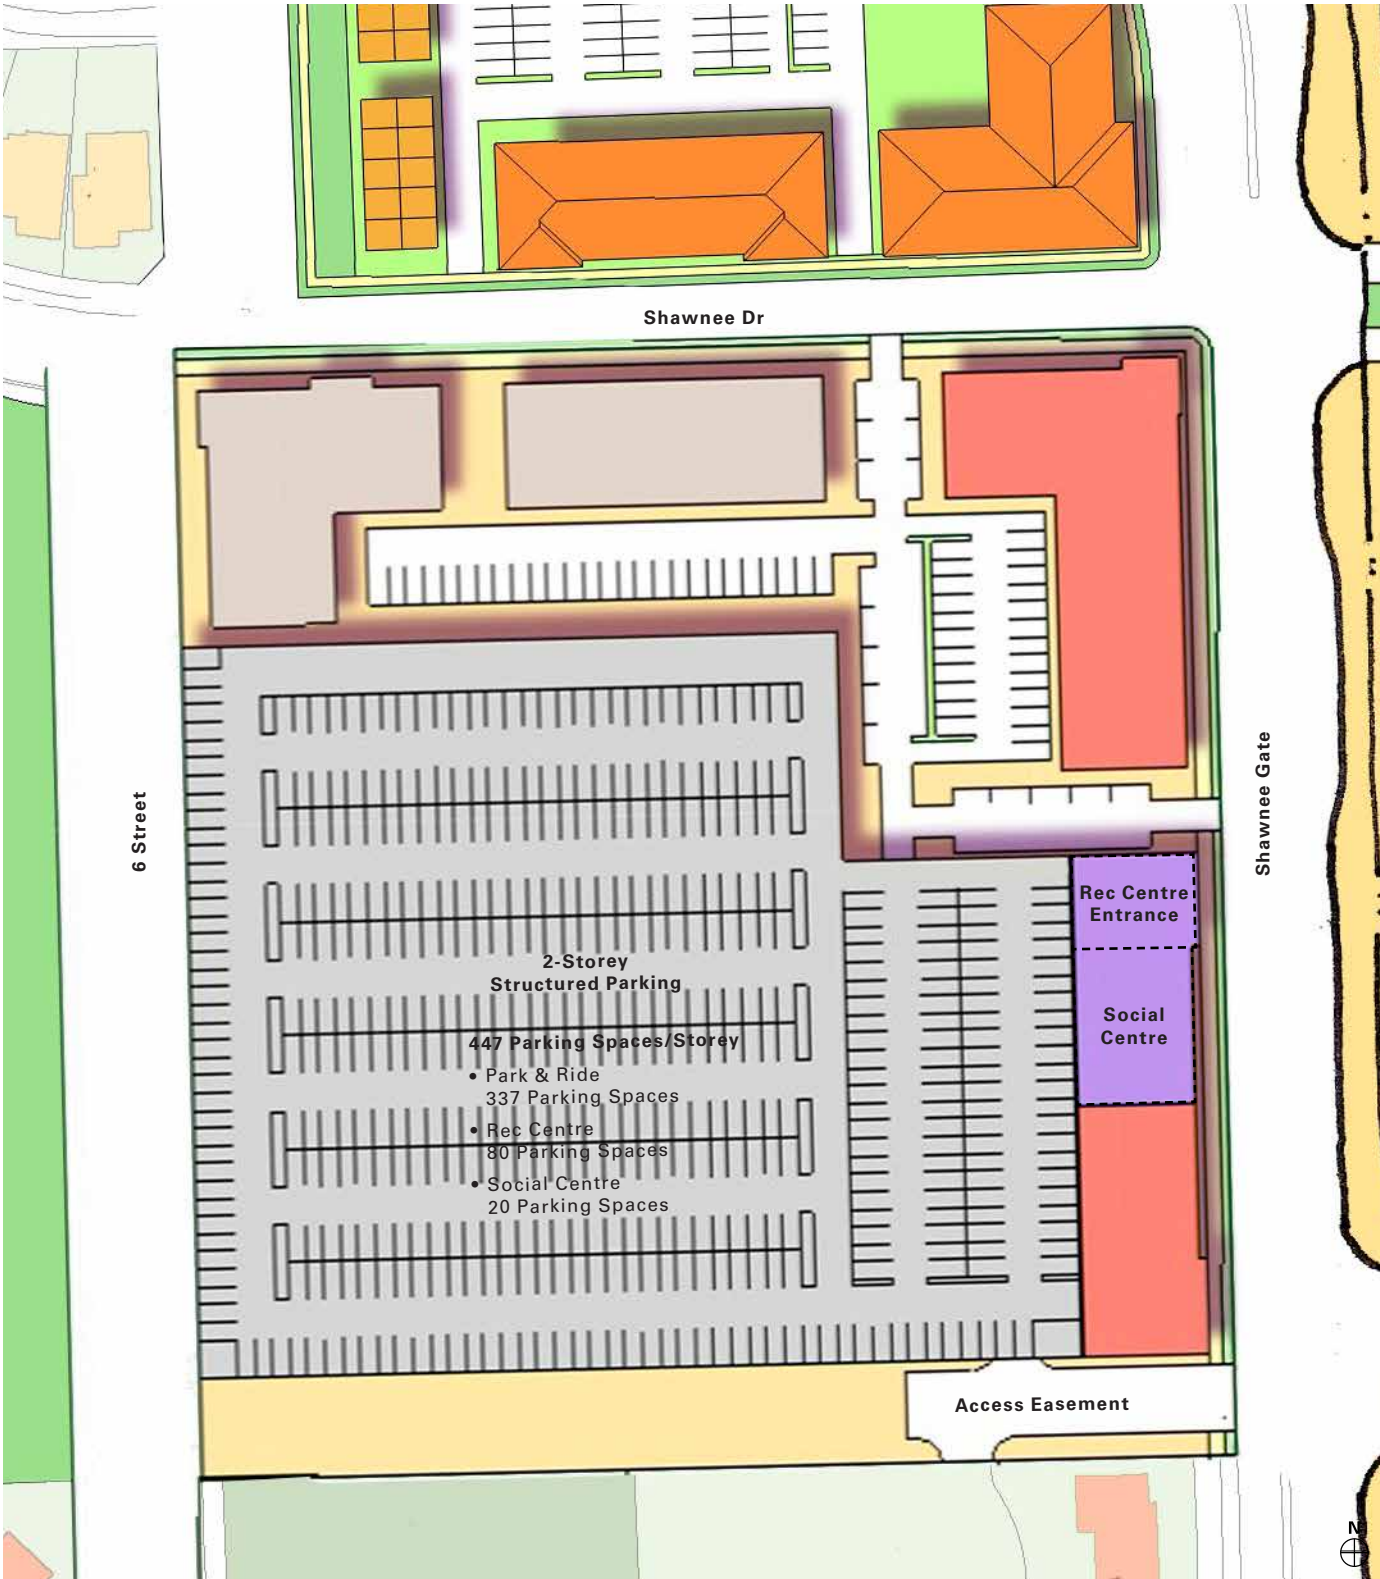 Shawnee Dr
6 Street
Shawnee Gate
Rec Centre
Entrance
Social
Centre
2-Storey
Structured Parking
447 Parking Spaces/Storey
• Park & Ride
337 Parking Spaces
• Rec Centre
80 Parking Spaces
• Social Centre
20 Parking Spaces
Access Easement
N